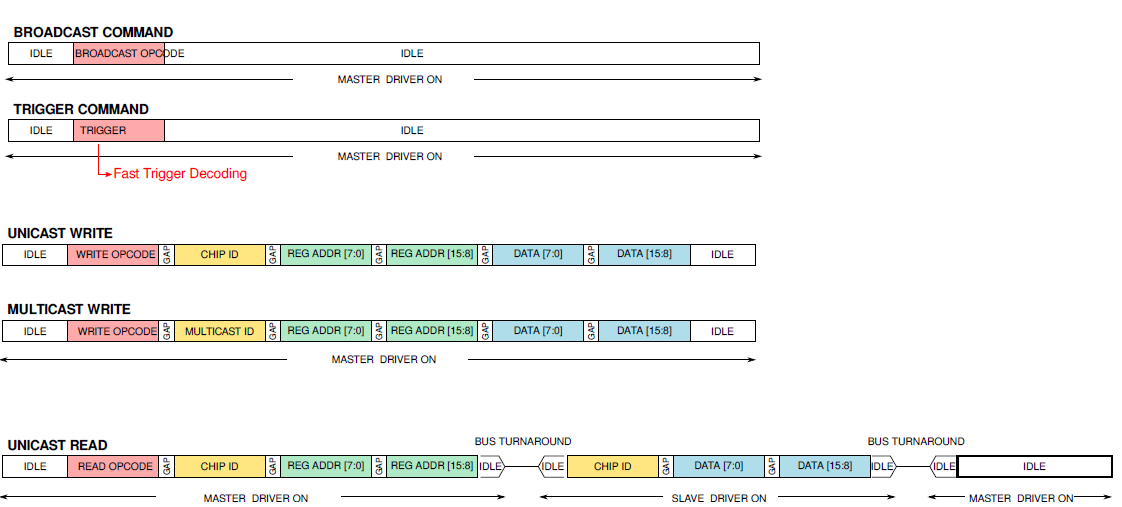 BROADCAST COMMAND
IDLE BROADCAST OPCODE IDLE
MASTER DRIVER ON
TRIGGER COMMAND
IDLE TRIGGER IDLE
MASTER DRIVER ON
Fast Trigger Decoding
UNICAST WRITE
IDLE WRITE OPCODE GAP CHIP ID GAP REG ADDR [7:0] GAP REG ADDR [15:8] GAP DATA [7:0] GAP DATA [15:8] IDLE
MULTICAST WRITE
IDLE WRITE OPCODE GAP MULTICAST ID GAP REG ADDR [7:0] GAP REG ADDR [15:8] GAP DATA [7:0] GAP DATA [15:8] IDLE
MASTER DRIVER ON
UNICAST READ BUS TURNAROUND BUS TURNAROUND
IDLE READ OPCODE GAP CHIP ID GAP REG ADDR [7:0] GAP REG ADDR [15:8] IDLE IDLE CHIP ID GAP DATA [7:0] GAP DATA [15:8] IDLE IDLE IDLE
MASTER DRIVER ON SLAVE DRIVER ON MASTER DRIVER ON